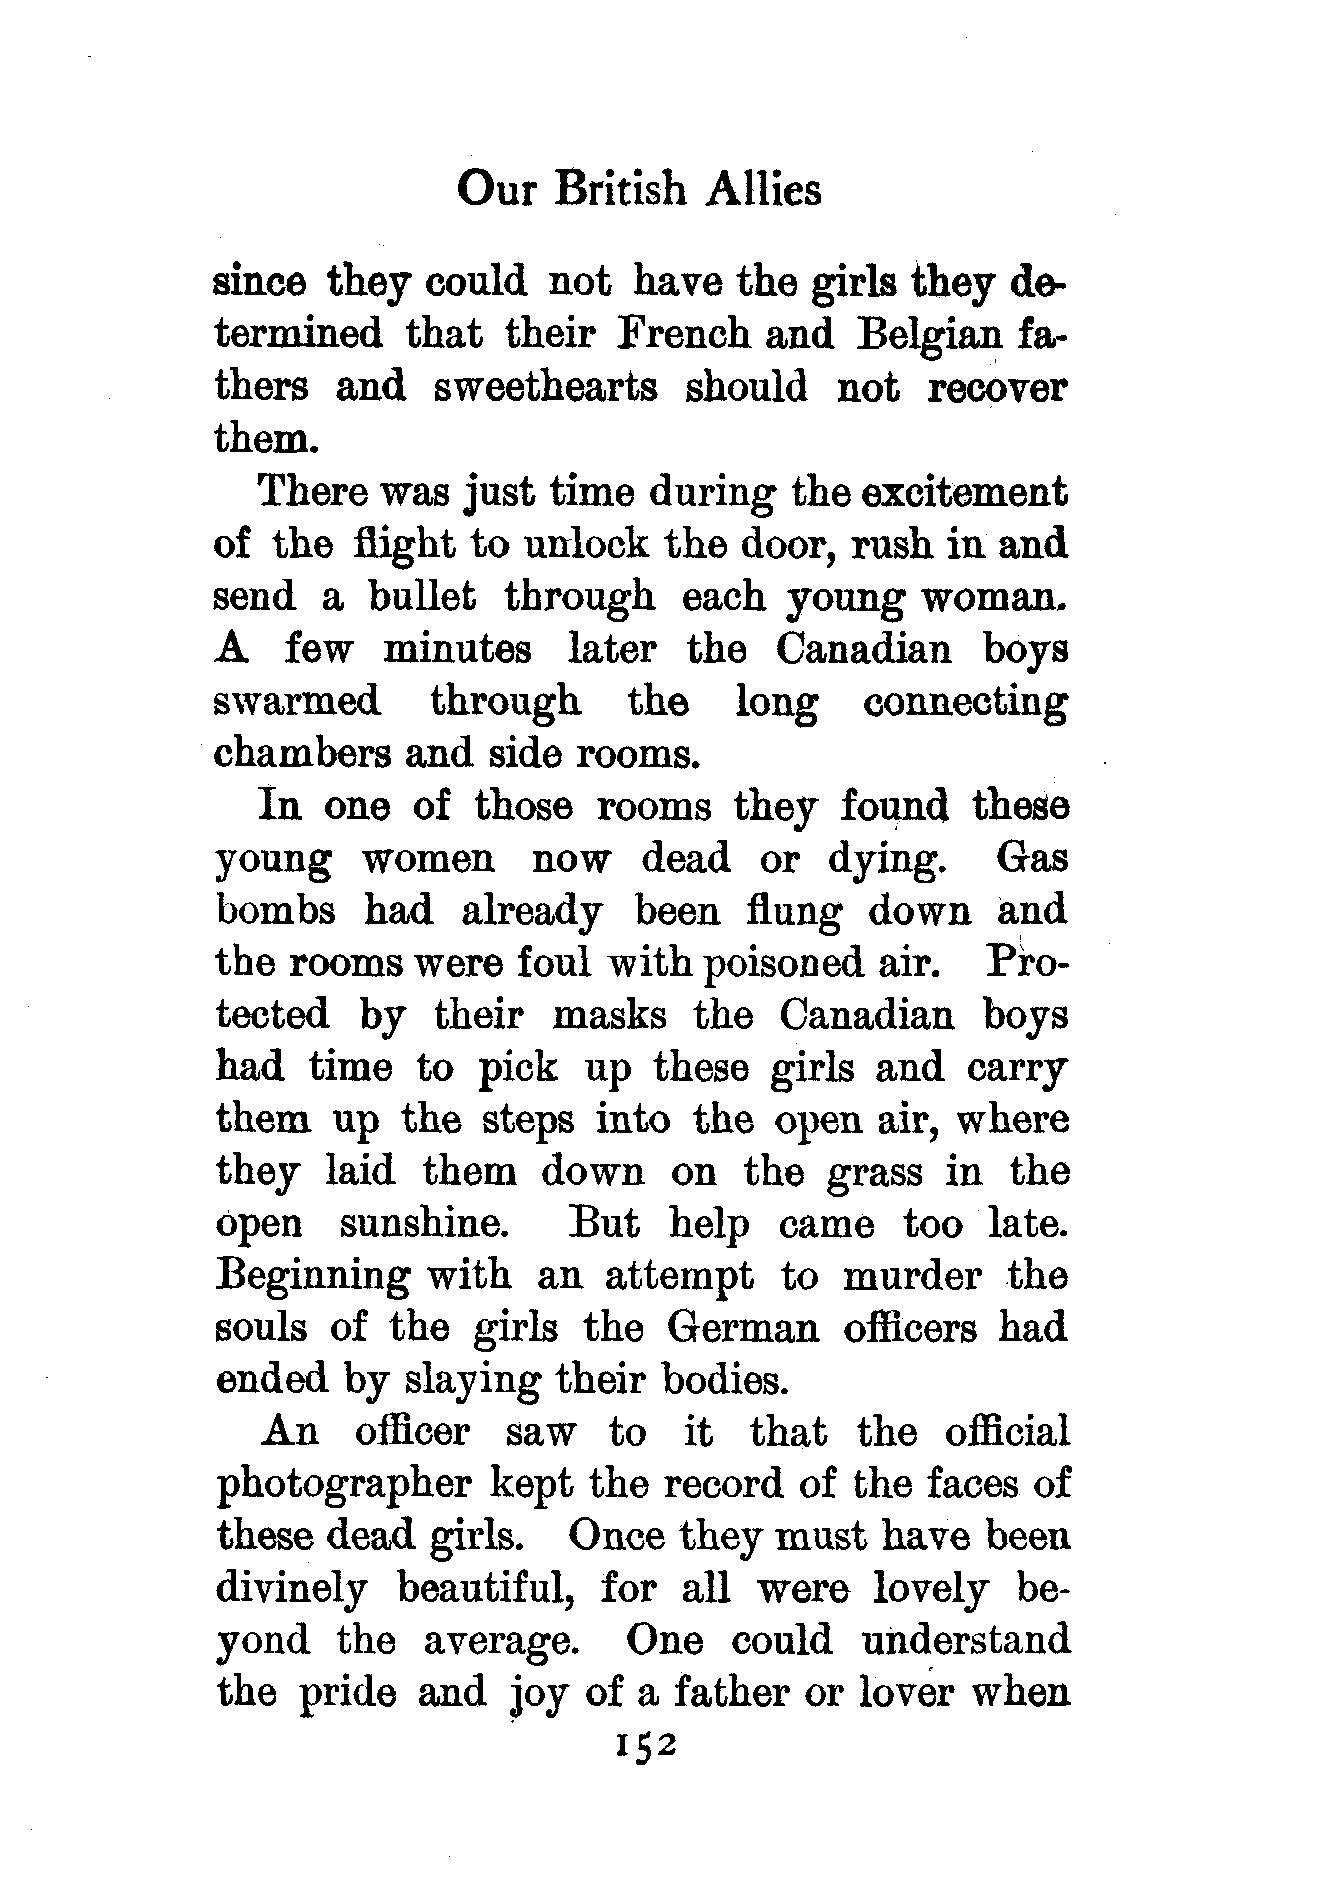 Our British Allies
since they could not have the girls they de-
termined that their French and Belgian fa-
thers and sweethearts should not recover
them.
There was just time during the excitement
of the flight to unlock the door, rush in and
send a bullet through each young woman.
A few minutes later the Canadian boys
swarmed through the long connecting
chambers and side rooms.
In one of those rooms they found these
young women now dead or dying. Gas
bombs had already been flung down and
the rooms were foul with poisoned air. Pro-
tected by their masks the Canadian boys
had time to pick up these girls and carry
them up the steps into the open air, where
they laid them down on the grass in the
open sunshine. But help came too late.
Beginning with an attempt to murder the
souls of the girls the German officers had
ended by slaying their bodies.
An officer saw to it that the official
photographer kept the record of the faces of
these dead girls. Once they must have been
divinely beautiful, for all were lovely be-
yond the average. One could understand
the pride and joy of a father or lover when
152